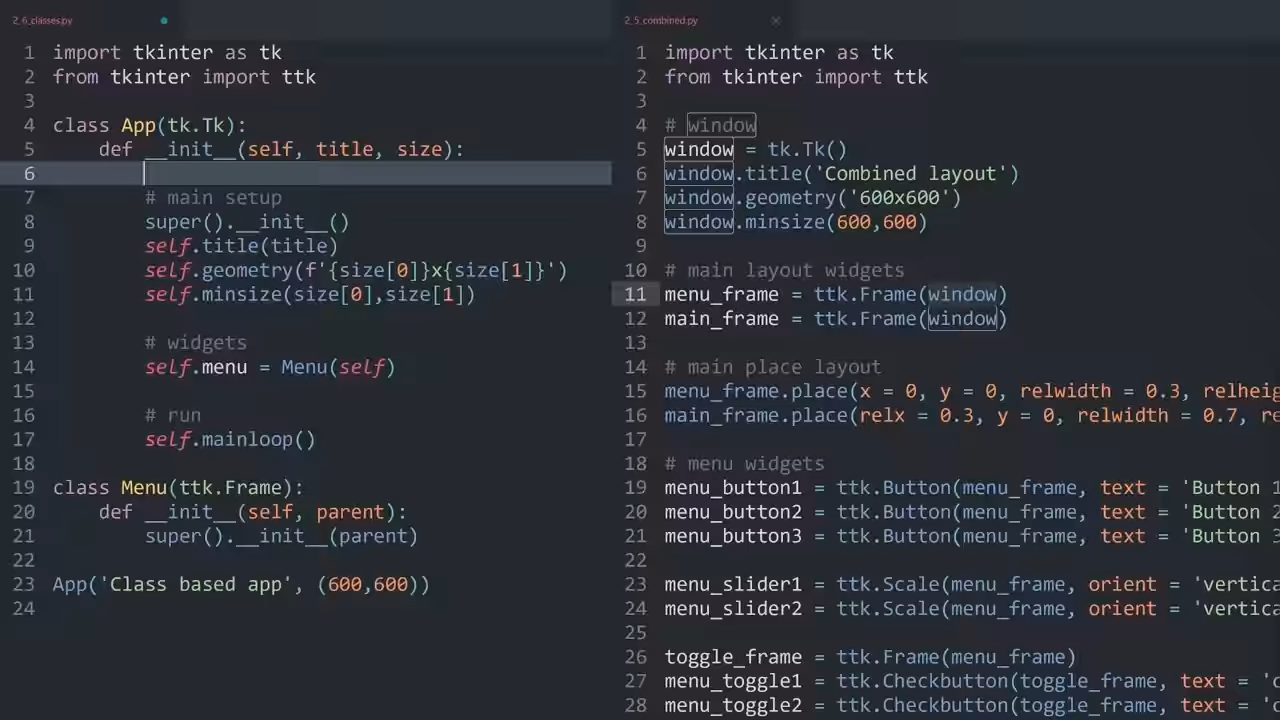 2_6_classes.py
1 import tkinter as tk
2 from tkinter import ttk
3
4 class App(tk.Tk):
5 def __init__(self, title, size):
6
7 # main setup
8 super().__init__()
9 self.title(title)
10 self.geometry(f'{size[0]}x{size[1]}')
11 self.minsize(size[0],size[1])
12
13 # widgets
14 self.menu = Menu(self)
15
16 # run
17 self.mainloop()
18
19 class Menu(ttk.Frame):
20 def __init__(self, parent):
21 super().__init__(parent)
22
23 App('Class based app', (600,600))
24
2_5_combined.py
1 import tkinter as tk
2 from tkinter import ttk
3
4 # window
5 window = tk.Tk()
6 window.title('Combined layout')
7 window.geometry('600x600')
8 window.minsize(600,600)
9
10 # main layout widgets
11 menu_frame = ttk.Frame(window)
12 main_frame = ttk.Frame(window)
13
14 # main place layout
15 menu_frame.place(x = 0, y = 0, relwidth = 0.3, relheig
16 main_frame.place(relx = 0.3, y = 0, relwidth = 0.7, re
17
18 # menu widgets
19 menu_button1 = ttk.Button(menu_frame, text = 'Button 1
20 menu_button2 = ttk.Button(menu_frame, text = 'Button 2
21 menu_button3 = ttk.Button(menu_frame, text = 'Button 3
22
23 menu_slider1 = ttk.Scale(menu_frame, orient = 'vertica
24 menu_slider2 = ttk.Scale(menu_frame, orient = 'vertica
25
26 toggle_frame = ttk.Frame(menu_frame)
27 menu_toggle1 = ttk.Checkbutton(toggle_frame, text = 'c
28 menu_toggle2 = ttk.Checkbutton(toggle_frame, text = 'c